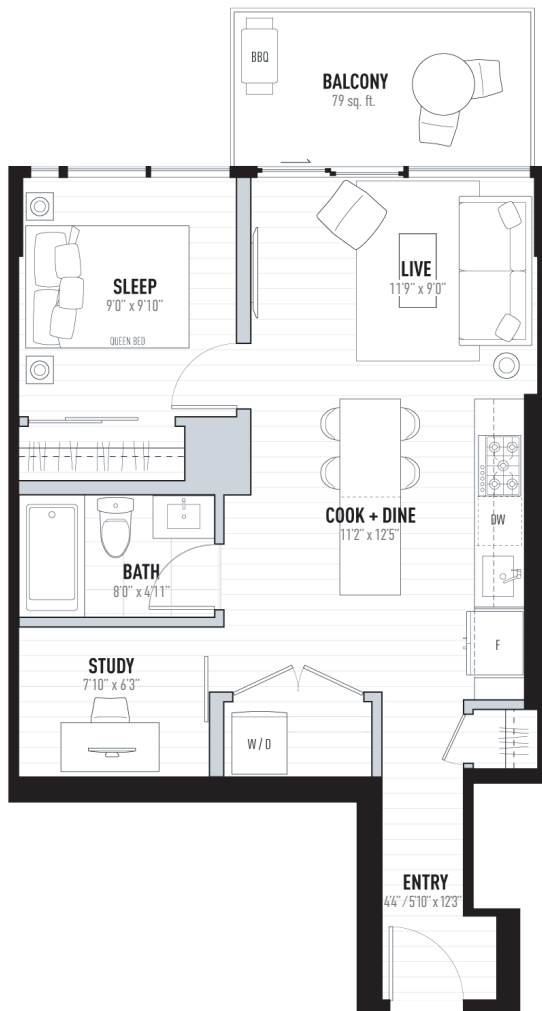 BBQ
BALCONY
79 sq. ft.
SLEEP
9'0" x 9'10"
QUEEN BED
LIVE
11'9" x 9'0"
COOK + DINE
11'2" x 12'5"
DW
BATH
8'0" x 4'11"
F
STUDY
7'10" x 6'3"
W / D
ENTRY
4'4" / 5'10" x 12'3"